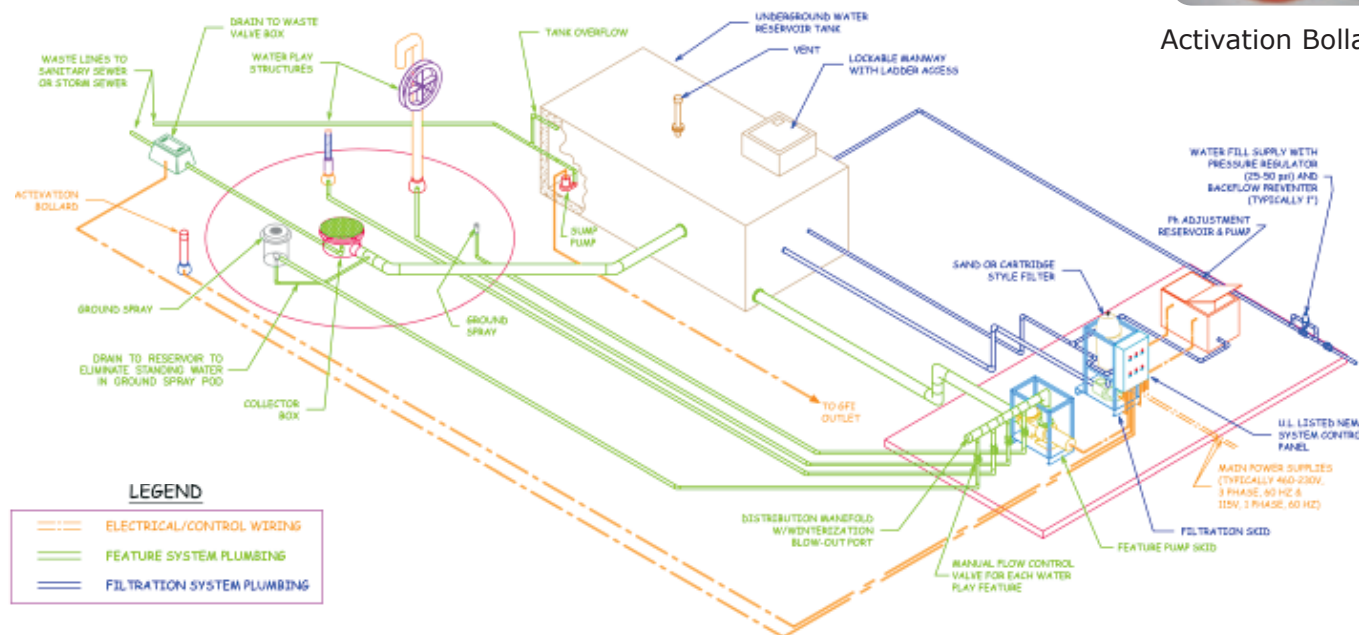 Activation Bolla
DRAIN TO WASTE
VALVE BOX
WASTE LINES TO
SANITARY SEWER
OR STORM SEWER
WATER PLAY
STRUCTURES
TANK OVERFLOW
UNDERGROUND WATER
RESERVOIR TANK
VENT
LOCKABLE MANWAY
WITH LADDER ACCESS
WATER FILL SUPPLY WITH
PRESSURE REGULATOR
(25-50 psi) AND
BACKFLOW PREVENTER
(TYPICALLY 1")
Ph ADJUSTMENT
RESERVOIR & PUMP
SAND OR CARTRIDGE
STYLE FILTER
ACTIVATION
BOLLARD
SUMP
PUMP
GROUND SPRAY
GROUND
SPRAY
DRAIN TO RESERVOIR TO
ELIMINATE STANDING WATER
IN GROUND SPRAY POD
COLLECTOR
BOX
TO GFI
OUTLET
U.L LISTED NEM
SYSTEM CONTRO
PANEL
MAIN POWER SUPPLIES
(TYPICALLY 460-230V,
3 PHASE, 60 HZ &
115V, 1 PHASE, 60 HZ)
FILTRATION SKID
FEATURE PUMP SKID
DISTRIBUTION MANIFOLD
W/WINTERIZATION
BLOW-OUT PORT
MANUAL FLOW CONTROL
VALVE FOR EACH WATER
PLAY FEATURE
LEGEND
ELECTRICAL/CONTROL WIRING
FEATURE SYSTEM PLUMBING
FILTRATION SYSTEM PLUMBING